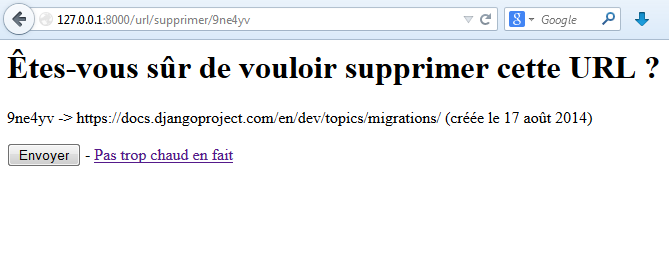 127.0.0.1:8000/url/supprimer/9ne4yv
Google
Êtes-vous sûr de vouloir supprimer cette URL ?
9ne4yv -> https://docs.djangoproject.com/en/dev/topics/migrations/ (créée le 17 août 2014)
Envoyer - Pas trop chaud en fait